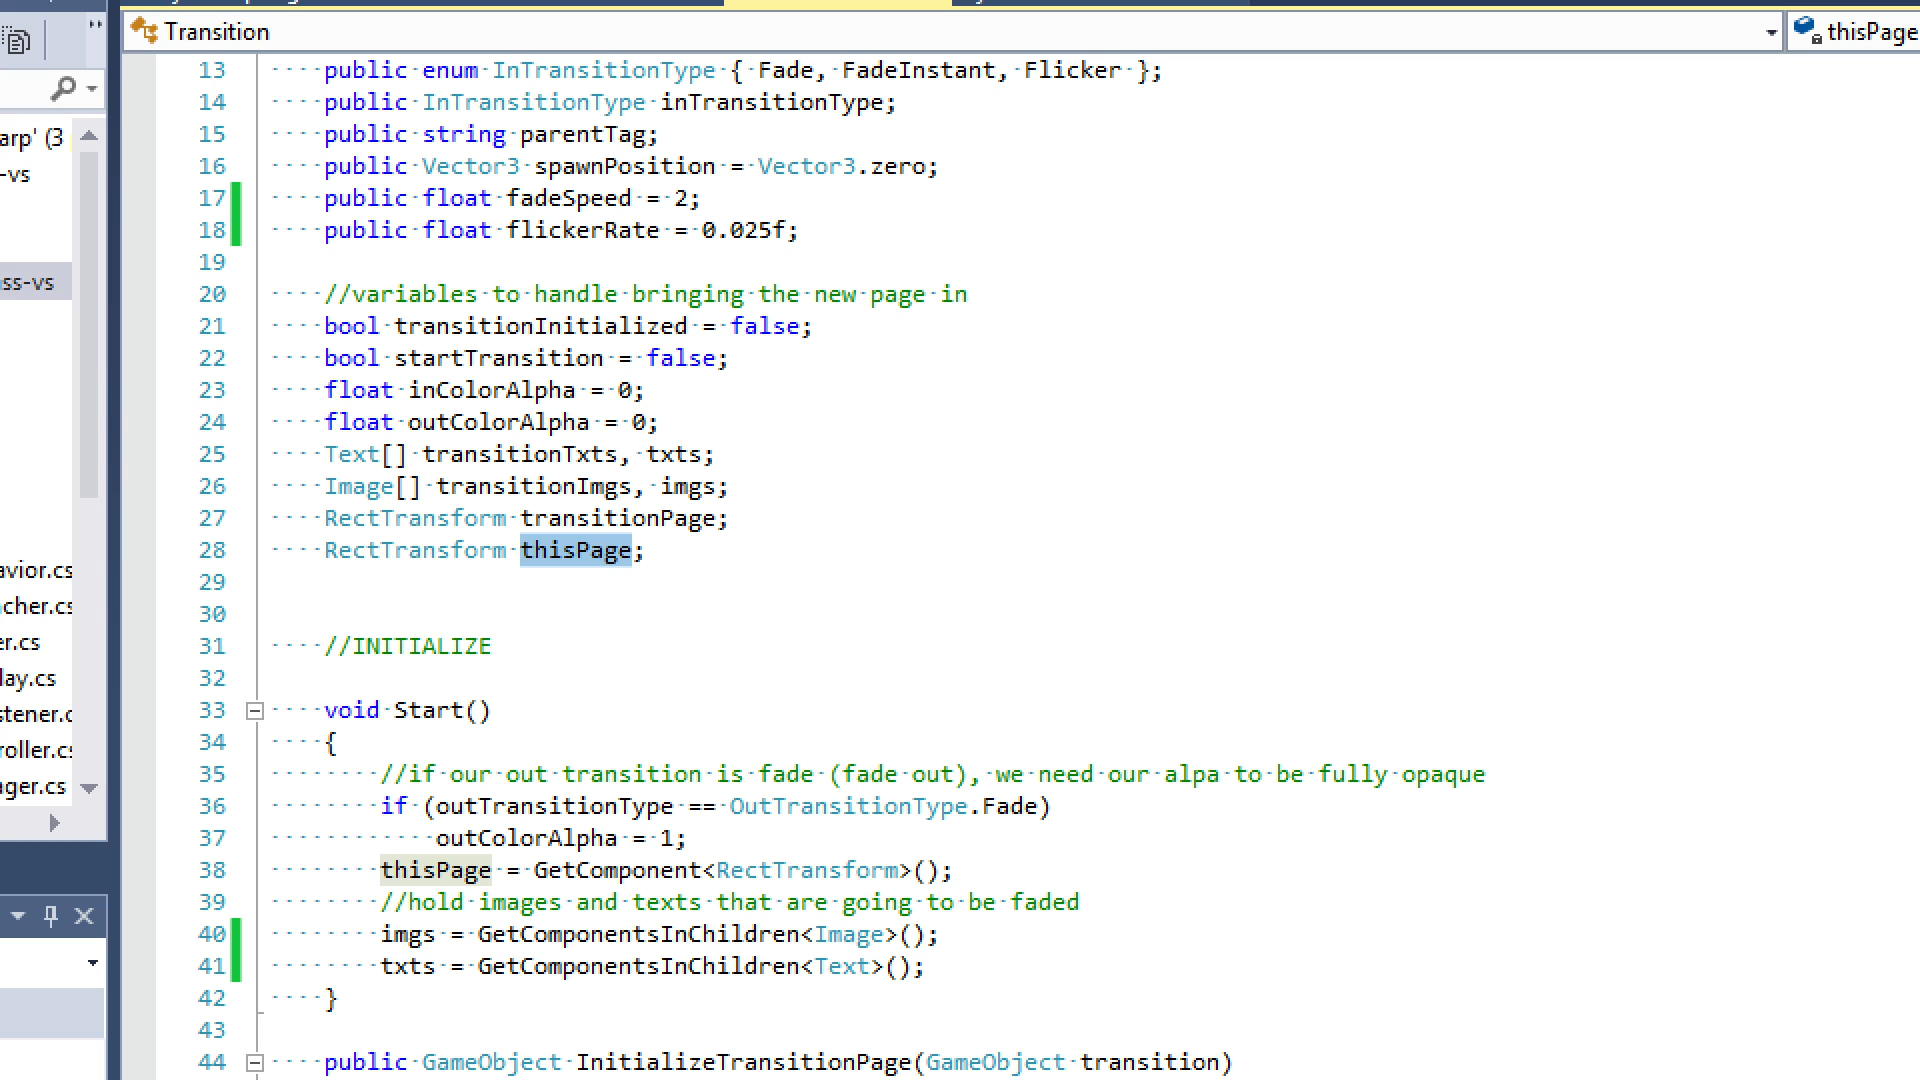 Transition
thisPage
arp' (3
-vs
ss-vs
avior.cs
cher.cs
er.cs
lay.cs
stener.c
roller.cs
ager.cs
13 public enum InTransitionType { Fade, FadeInstant, Flicker };
14 public InTransitionType inTransitionType;
15 public string parentTag;
16 public Vector3 spawnPosition = Vector3.zero;
17 public float fadeSpeed = 2;
18 public float flickerRate = 0.025f;
19
20 //variables to handle bringing the new page in
21 bool transitionInitialized = false;
22 bool startTransition = false;
23 float inColorAlpha = 0;
24 float outColorAlpha = 0;
25 Text[] transitionTxts, txts;
26 Image[] transitionImgs, imgs;
27 RectTransform transitionPage;
28 RectTransform thisPage;
29
30
31 //INITIALIZE
32
33 void Start()
34 {
35 //if our out transition is fade (fade out), we need our alpa to be fully opaque
36 if (outTransitionType == OutTransitionType.Fade)
37 outColorAlpha = 1;
38 thisPage = GetComponent<RectTransform>();
39 //hold images and texts that are going to be faded
40 imgs = GetComponentsInChildren<Image>();
41 txts = GetComponentsInChildren<Text>();
42 }
43
44 public GameObject InitializeTransitionPage(GameObject transition)